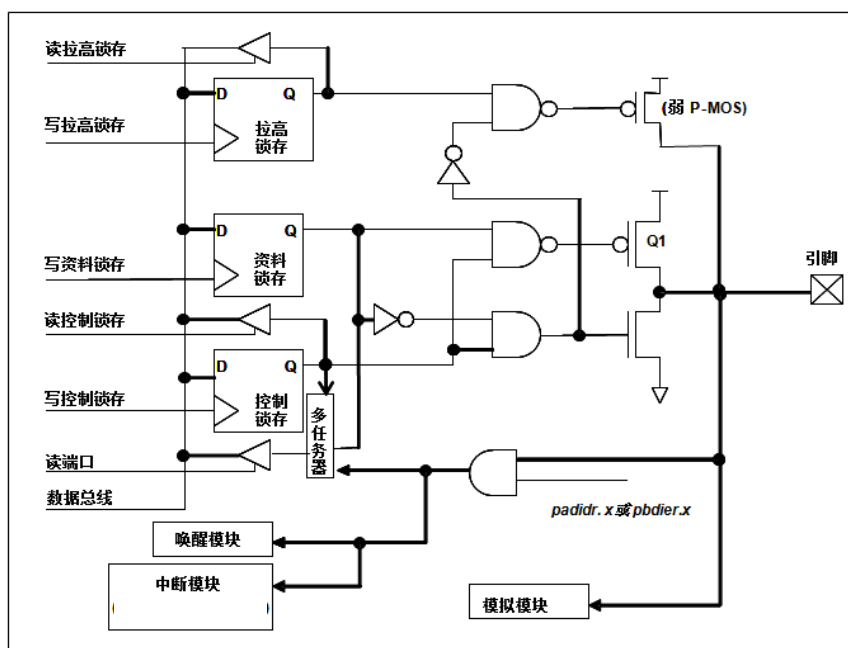 读拉高锁存
D Q
拉高
锁存
写拉高锁存
(弱 P-MOS)
D Q
资料
锁存
写资料锁存
Q1
引脚
读控制锁存
D Q
控制
锁存
写控制锁存
多任务器
读端口
数据总线
padidr.x或pbdier.x
唤醒模块
中断模块
模拟模块